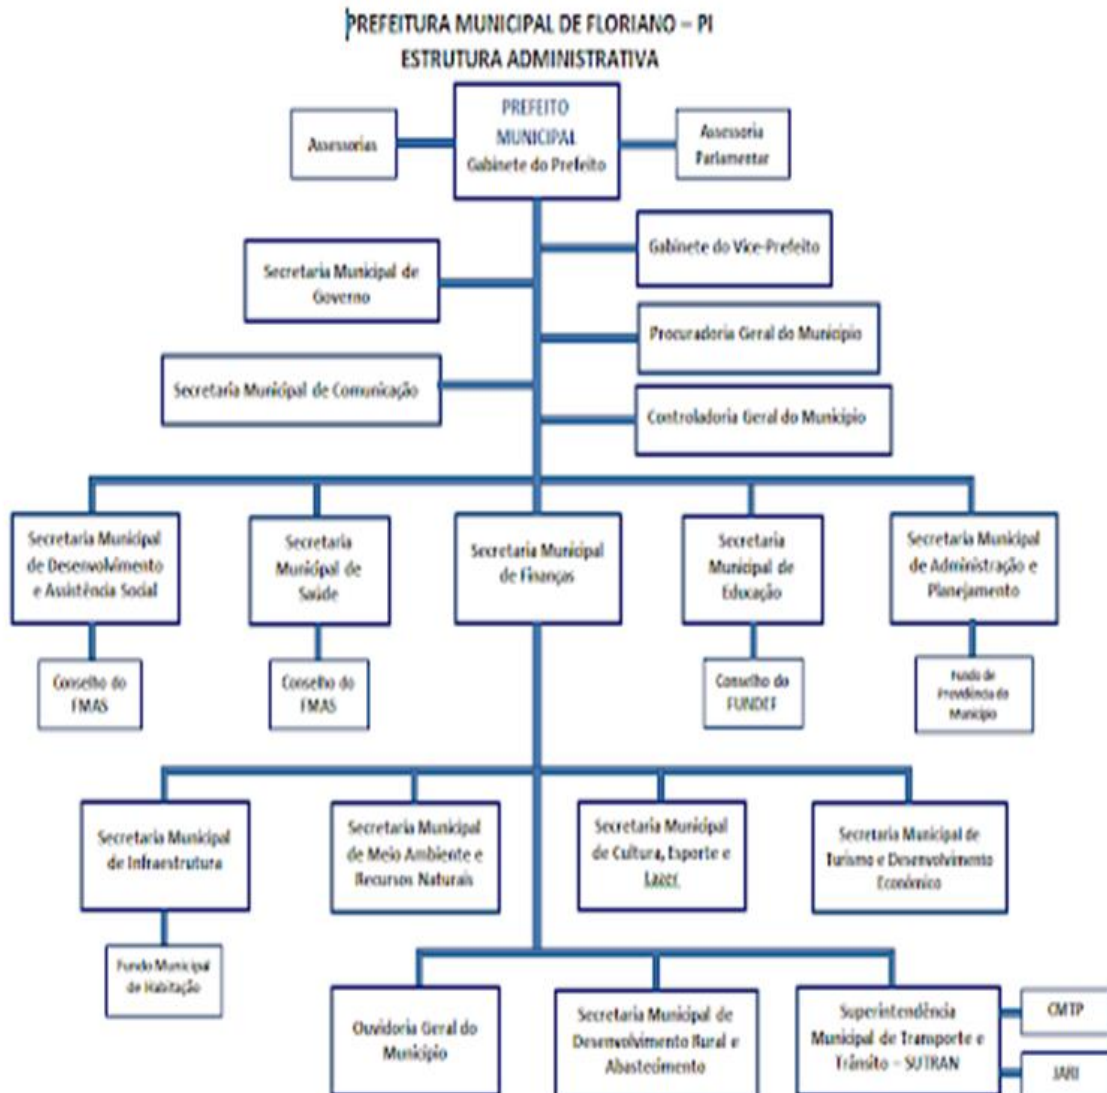 PREFEITURA MUNICIPAL DE FLORIANO – PI
ESTRUTURA ADMINISTRATIVA
PREFEITO
MUNICIPAL
Gabinete do Prefeito
Assessorias
Assessoria
Parlamentar
Gabinete do Vice-Prefeito
Secretaria Municipal de
Governo
Procuradoria Geral do Município
Secretaria Municipal de Comunicação
Controladoria Geral do Município
Secretaria Municipal
de Desenvolvimento
e Assistência Social
Secretaria
Municipal de
Saúde
Secretaria Municipal
de Finanças
Secretaria
Municipal de
Educação
Secretaria Municipal
de Administração e
Planejamento
Conselho do
FMAS
Conselho do
FMAS
Conselho do
FUNDEF
Fundo de
Previdência do
Município
Secretaria Municipal
de Infraestrutura
Secretaria Municipal
de Meio Ambiente e
Recursos Naturais
Secretaria Municipal
de Cultura, Esporte e
Lazer
Secretaria Municipal de
Turismo e Desenvolvimento
Econômico
Fundo Municipal
de Habitação
Ouvidoria Geral do
Município
Secretaria Municipal de
Desenvolvimento Rural e
Abastecimento
Superintendência
Municipal de Transporte e
Trânsito – SUTRAN
CMTP
JARI